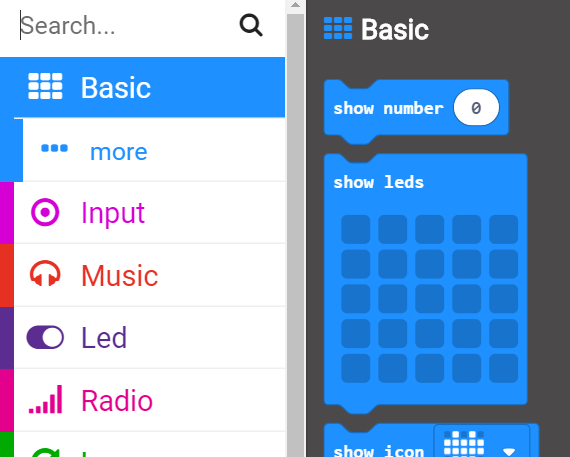 Search...
Basic
more
Input
Music
Led
Radio
Basic
show number 0
show leds
show icon